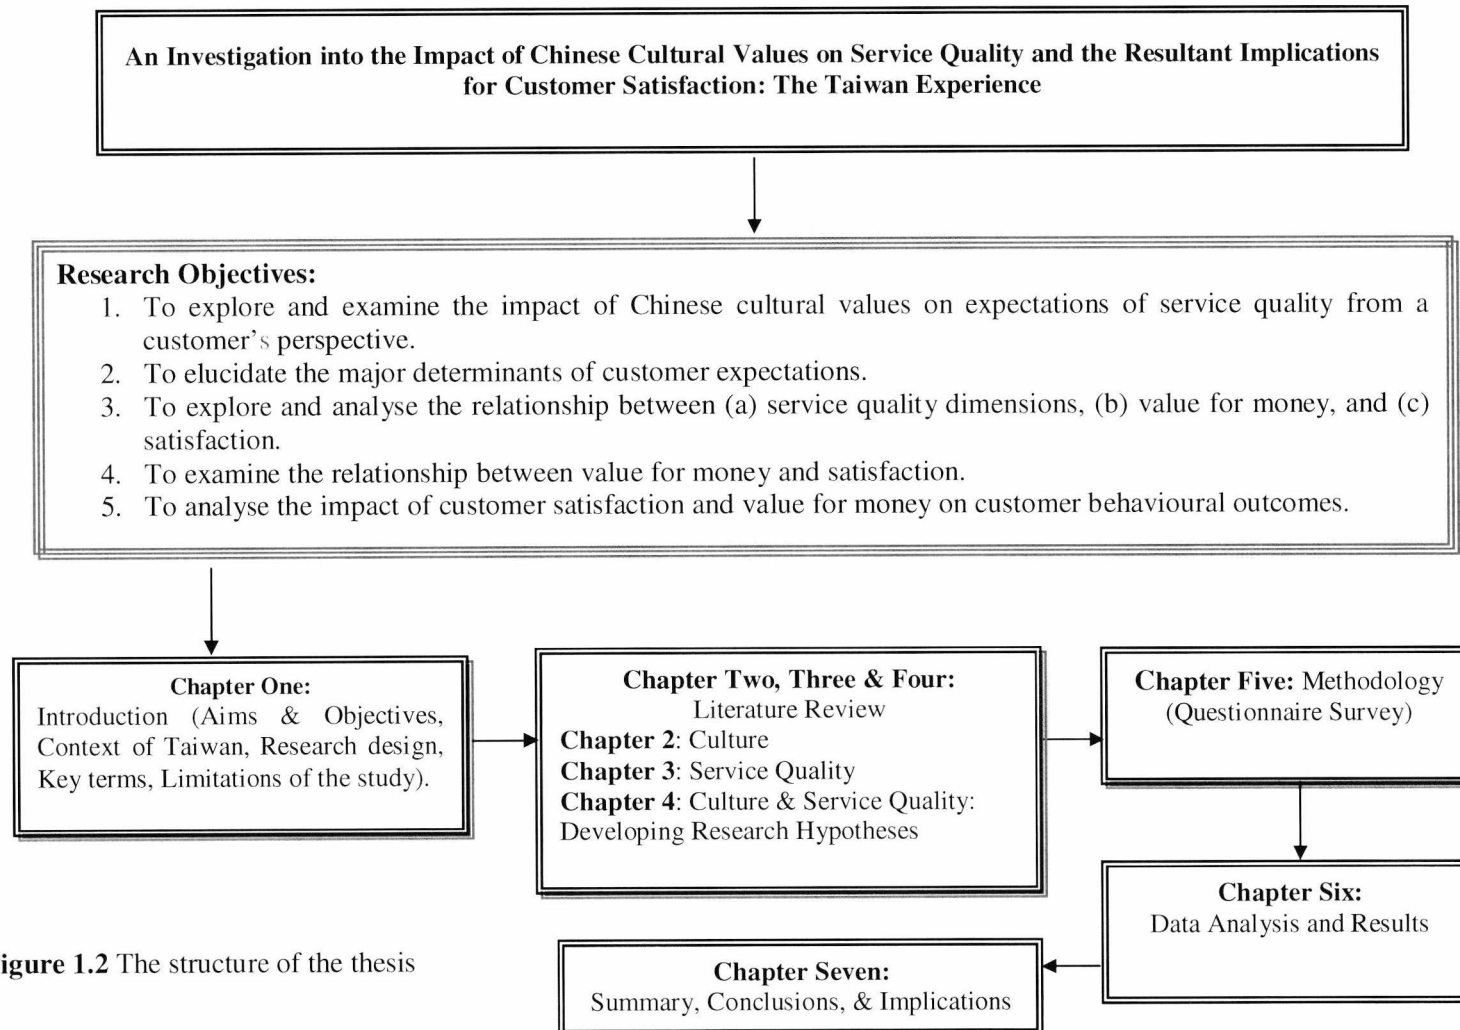 An Investigation into the Impact of Chinese Cultural Values on Service Quality and the Resultant Implications
for Customer Satisfaction: The Taiwan Experience
Research Objectives:
1. To explore and examine the impact of Chinese cultural values on expectations of service quality from a
customer's perspective.
2. To elucidate the major determinants of customer expectations.
3. To explore and analyse the relationship between (a) service quality dimensions, (b) value for money, and (c)
satisfaction.
4. To examine the relationship between value for money and satisfaction.
5. To analyse the impact of customer satisfaction and value for money on customer behavioural outcomes.
Chapter One:
Introduction (Aims & Objectives,
Context of Taiwan, Research design,
Key terms, Limitations of the study).
Chapter Two, Three & Four:
Literature Review
Chapter 2: Culture
Chapter 3: Service Quality
Chapter 4: Culture & Service Quality:
Developing Research Hypotheses
Chapter Five: Methodology
(Questionnaire Survey)
Chapter Six:
Data Analysis and Results
Chapter Seven:
Summary, Conclusions, & Implications
igure 1.2 The structure of the thesis